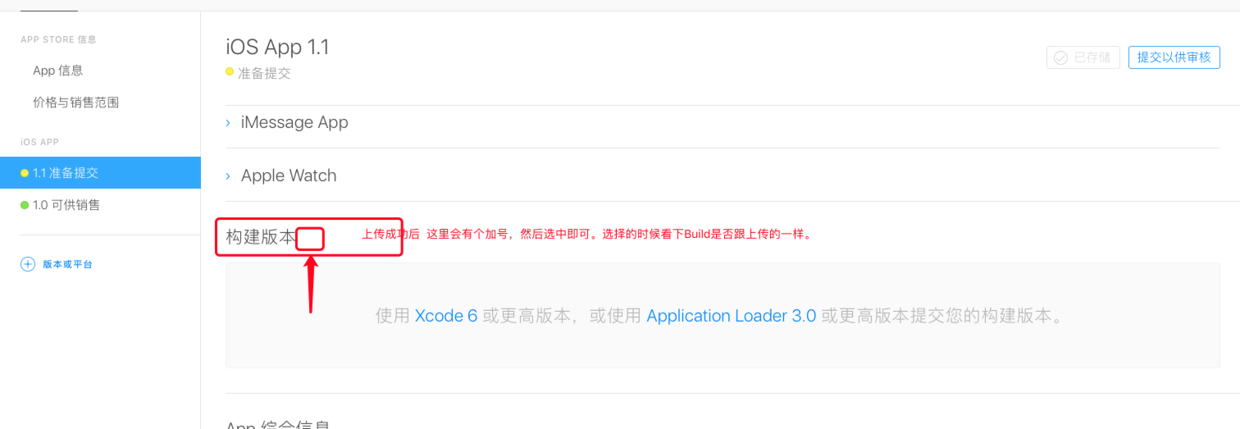 APP STORE 信息
App 信息
价格与销售范围
iOS APP
1.1 准备提交
1.0 可供销售
版本或平台
iOS App 1.1
准备提交
已存储
提交以供审核
iMessage App
Apple Watch
构建版本
上传成功后 这里会有个加号，然后选中即可。选择的时候看下Build是否跟上传的一样。
使用 Xcode 6 或更高版本，或使用 Application Loader 3.0 或更高版本提交您的构建版本。
App 综合信息